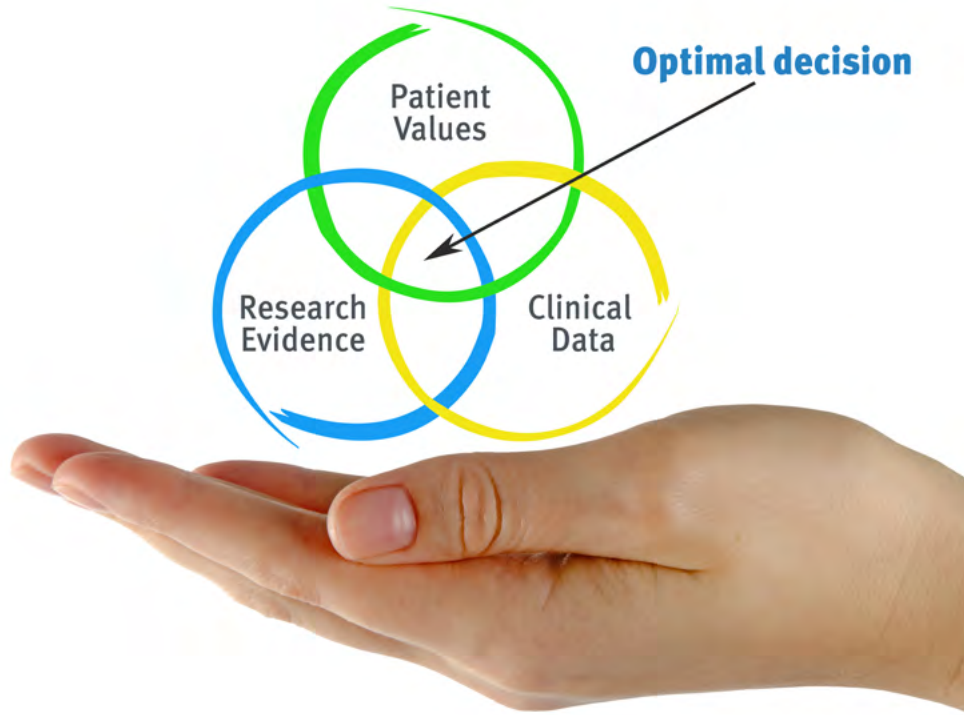 Optimal decision
Patient
Values
Research
Evidence
Clinical
Data